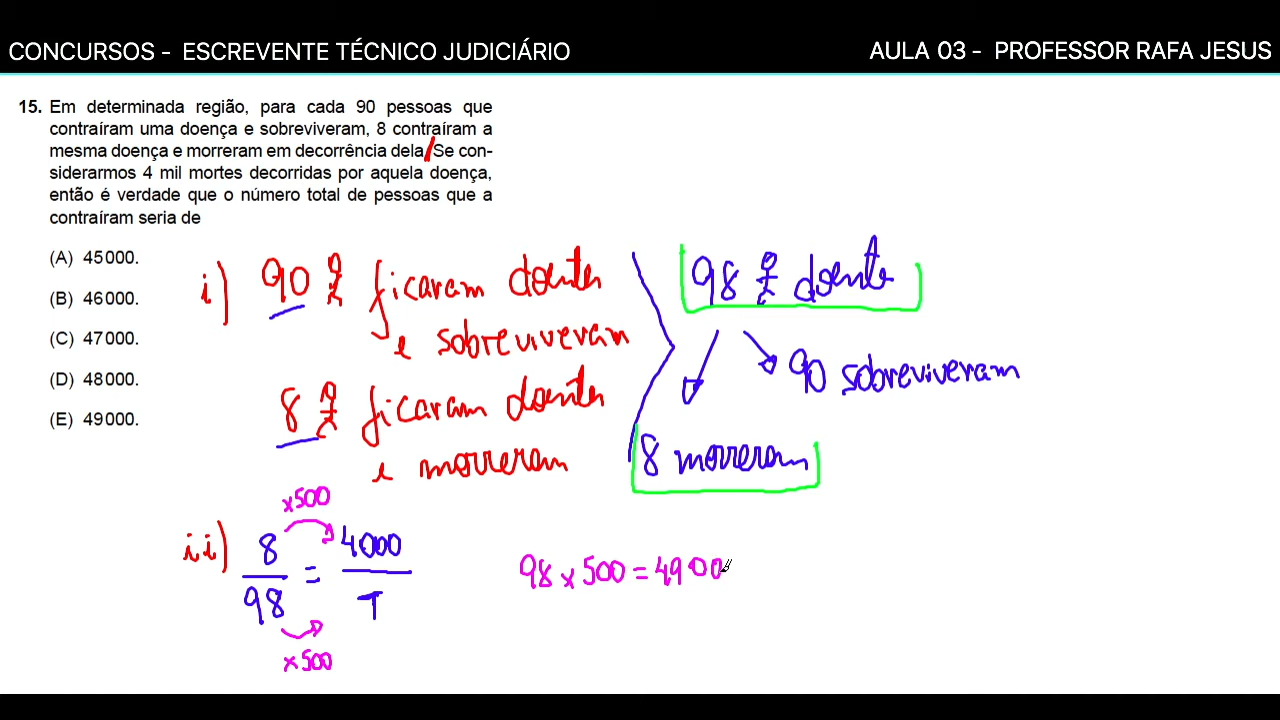 CONCURSOS - ESCREVENTE TÉCNICO JUDICIÁRIO
AULA 03 - PROFESSOR RAFA JESUS
15. Em determinada região, para cada 90 pessoas que
contraíram uma doença e sobreviveram, 8 contraíram a
mesma doença e morreram em decorrência dela. Se con-
siderarmos 4 mil mortes decorridas por aquela doença,
então é verdade que o número total de pessoas que a
contraíram seria de
(A) 45000.
(B) 46000.
(C) 47000.
(D) 48000.
(E) 49000.
i) 90 ficaram doentes
e sobreviveram
8 ficaram doentes
e morreram
98 doentes
90 sobreviveram
8 morreram
x500
ii) 8 = 4000
98 T
x500
98 x 500 = 4900